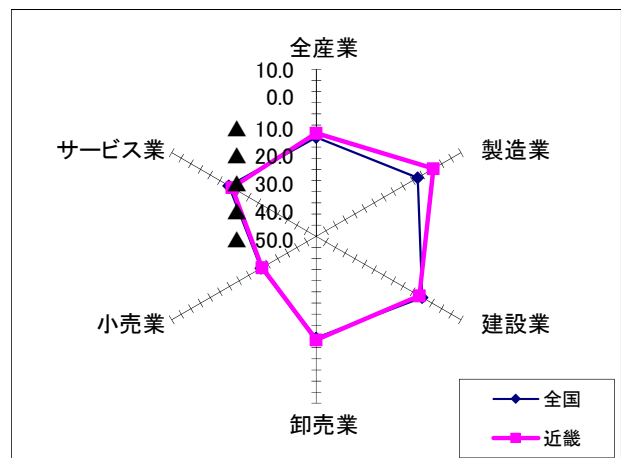 全産業
10.0
0.0
▲ 10.0
▲ 20.0
▲ 30.0
▲ 40.0
▲ 50.0
サービス業
製造業
小売業
建設業
卸売業
全国
近畿